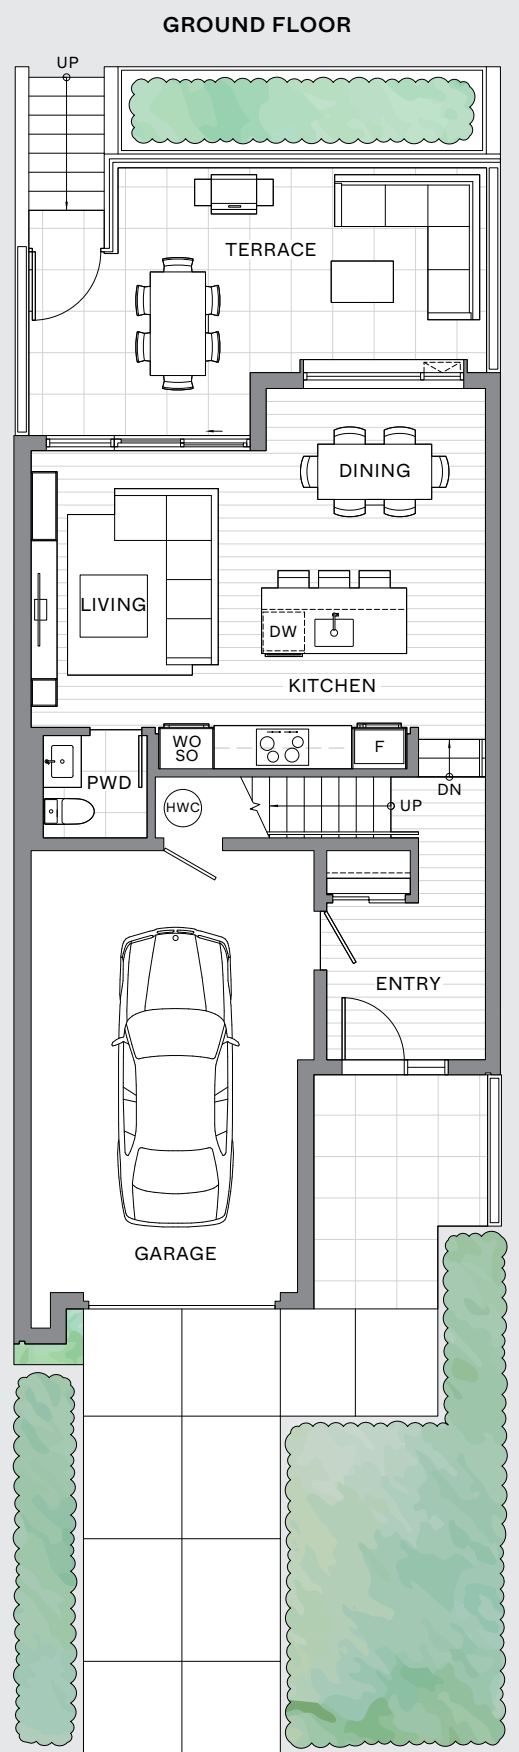 GROUND FLOOR
UP
TERRACE
DINING
LIVING
DW
KITCHEN
WO
SO
F
PWD
DN
HWC
UP
ENTRY
GARAGE